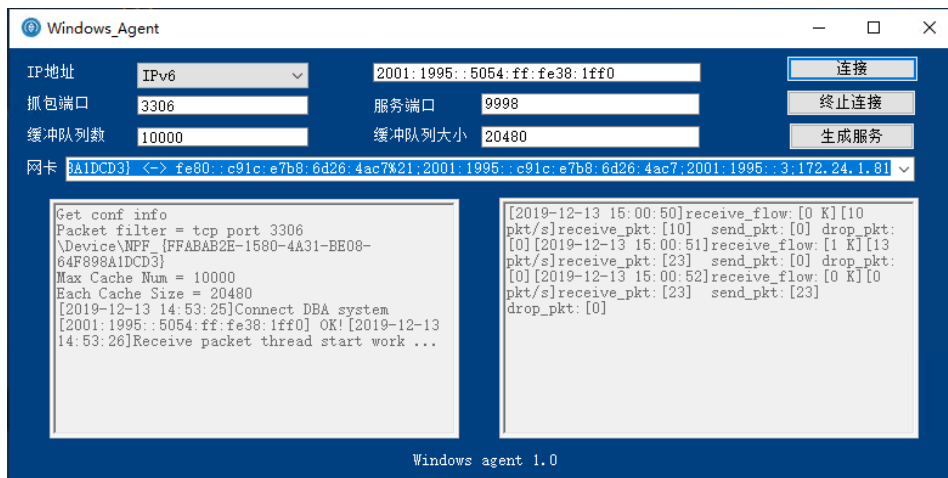 Windows_Agent
IP地址 IPv6 2001:1995::5054:ff:fe38:1ff0 连接
抓包端口 3306 服务端口 9998 终止连接
缓冲队列数 10000 缓冲队列大小 20480 生成服务
网卡 8A1DCD3} <-> fe80::c91c:e7b8:6d26:4ac7%21;2001:1995::c91c:e7b8:6d26:4ac7;2001:1995::3;172.24.1.81
Get conf info
Packet filter = tcp port 3306
\Device\NPF_{FFABAB2E-1580-4A31-BE08-
64F898A1DCD3}
Max Cache Num = 10000
Each Cache Size = 20480
[2019-12-13 14:53:25]Connect DBA system
[2001:1995::5054:ff:fe38:1ff0] OK![2019-12-13
14:53:26]Receive packet thread start work ...
[2019-12-13 15:00:50]receive_flow:[0 K][10
pkt/s]receive_pkt:[10] send_pkt:[0] drop_pkt:
[0][2019-12-13 15:00:51]receive_flow:[1 K][13
pkt/s]receive_pkt:[23] send_pkt:[0] drop_pkt:
[0][2019-12-13 15:00:52]receive_flow:[0 K][0
pkt/s]receive_pkt:[23] send_pkt:[23]
drop_pkt:[0]
Windows agent 1.0